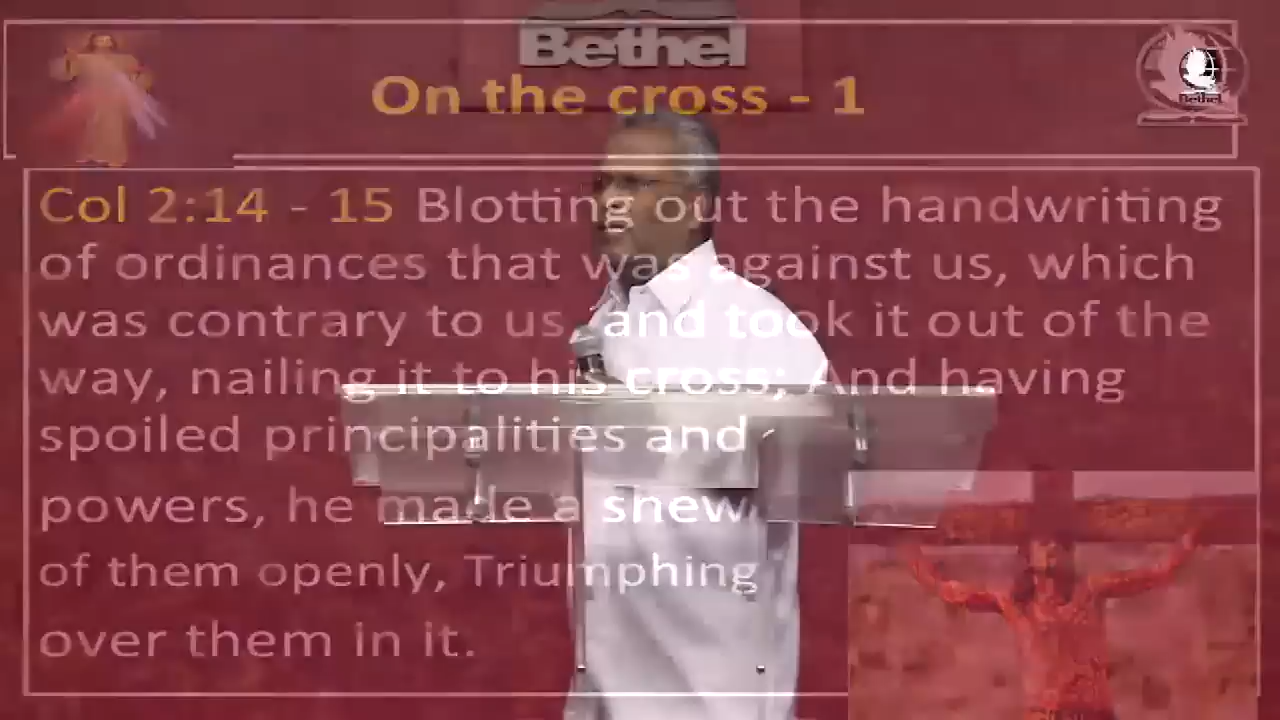 Bethel
On the cross - 1
Bethel
Col 2:14 - 15 Blotting out the handwriting
of ordinances that was against us, which
was contrary to us, and took it out of the
way, nailing it to his cross; And having
spoiled principalities and
powers, he made a shew
of them openly, Triumphing
over them in it.